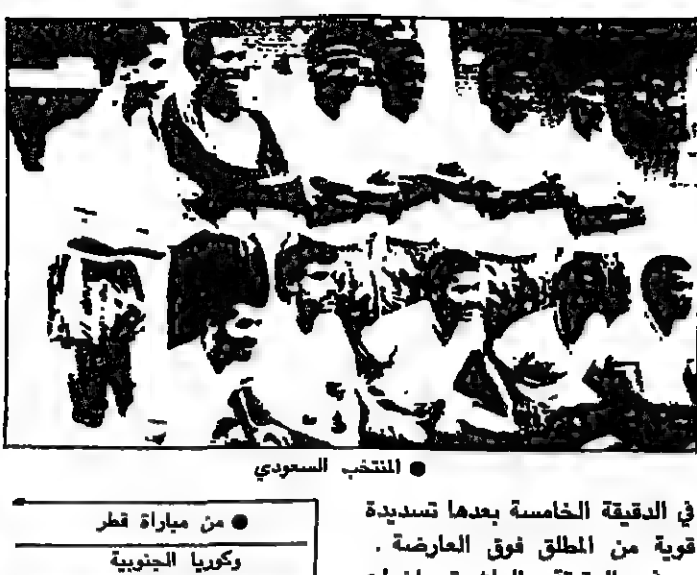 ● المنتخب السعودي
في الدقيقة الخامسة بعدها تسديدة
قوية من المطلق فوق العارضة .
● من مباراة قطر
وكوريا الجنوبية